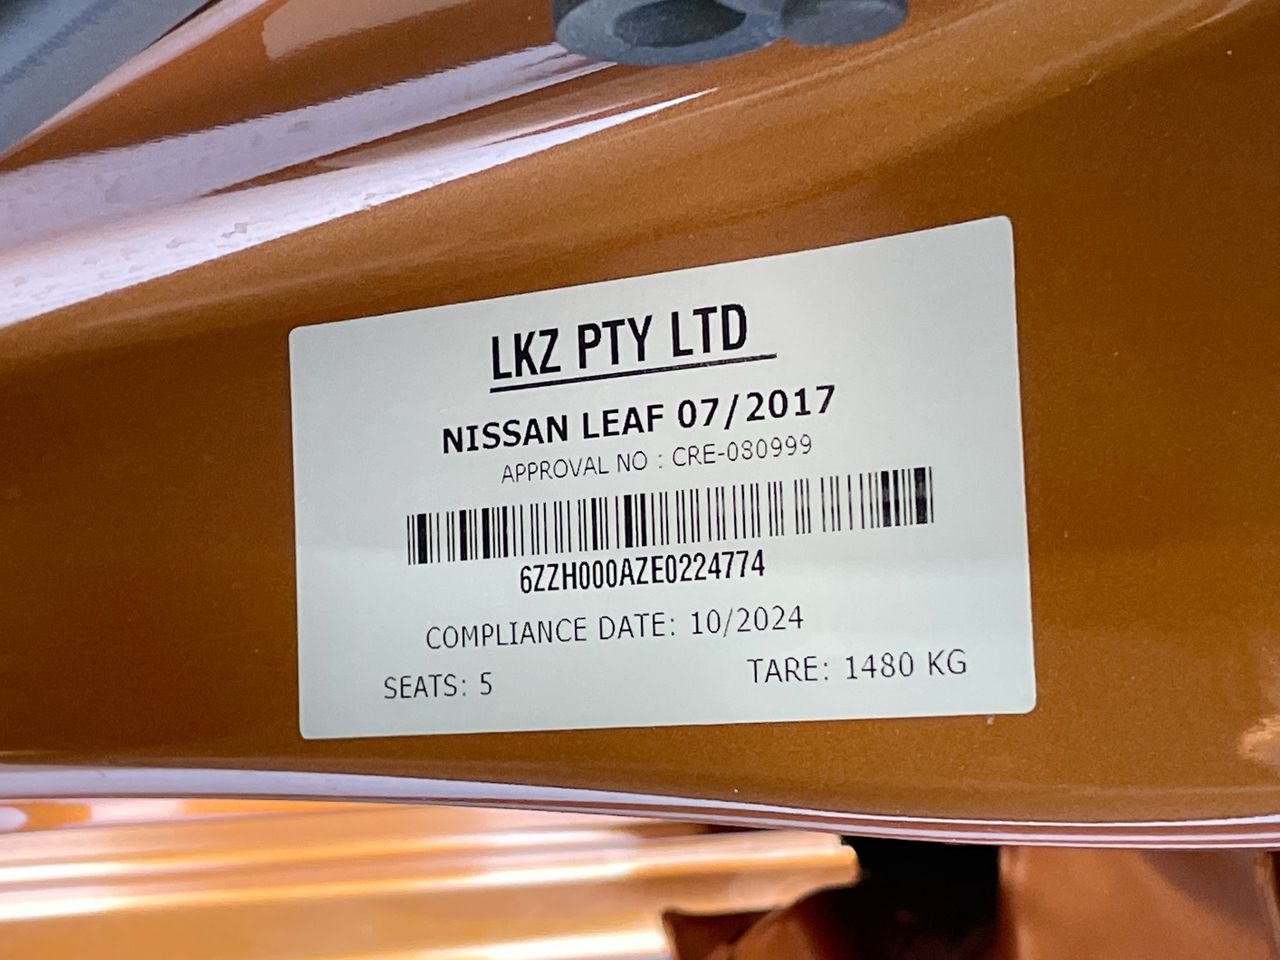 LKZ PTY LTD
NISSAN LEAF 07/2017
APPROVAL NO : CRE-080999
6ZZH000AZE0224774
COMPLIANCE DATE: 10/2024
SEATS: 5
TARE: 1480 KG